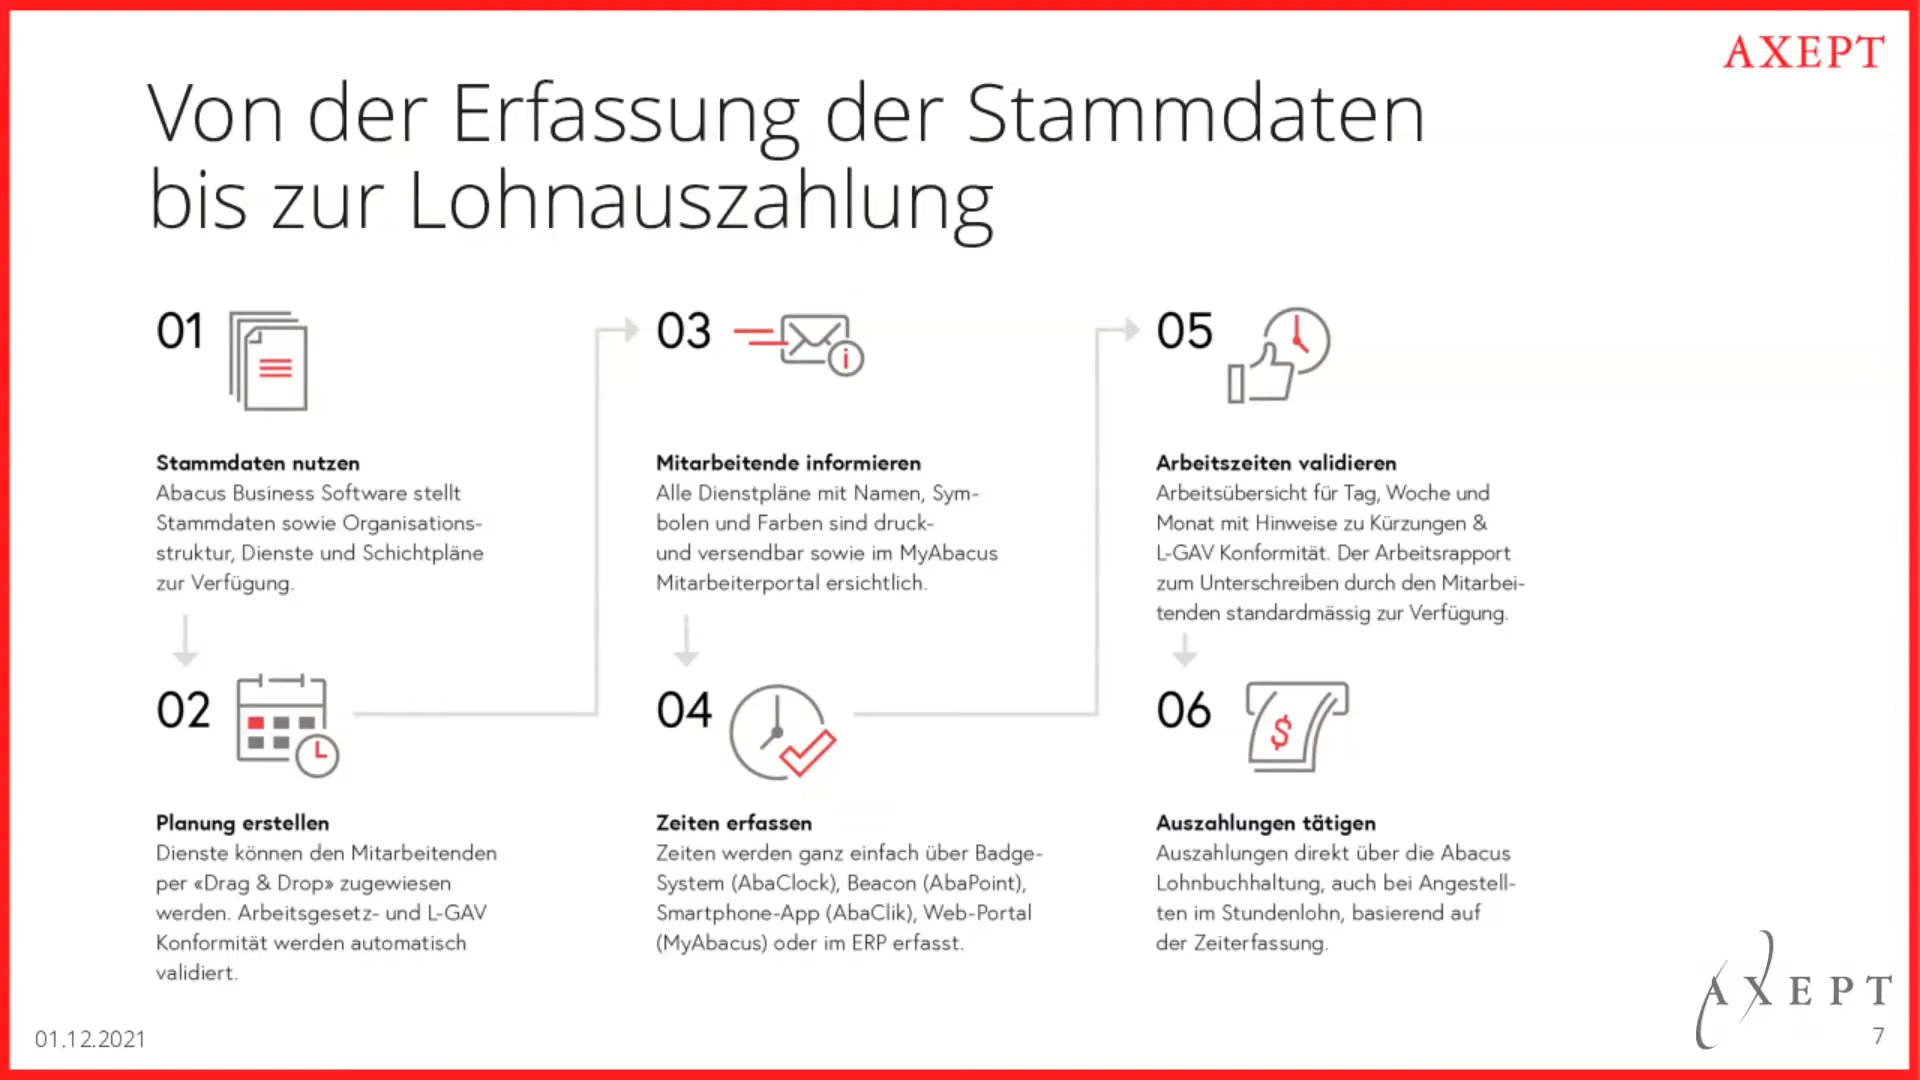 AXEPT
Von der Erfassung der Stammdaten
bis zur Lohnauszahlung
01
Stammdaten nutzen
Abacus Business Software stellt
Stammdaten sowie Organisations-
struktur, Dienste und Schichtpläne
zur Verfügung.
02
Planung erstellen
Dienste können den Mitarbeitenden
per «Drag & Drop» zugewiesen
werden. Arbeitsgesetz- und L-GAV
Konformität werden automatisch
validiert.
03
i
Mitarbeitende informieren
Alle Dienstpläne mit Namen, Sym-
bolen und Farben sind druck-
und versendbar sowie im MyAbacus
Mitarbeiterportal ersichtlich.
04
Zeiten erfassen
Zeiten werden ganz einfach über Badge-
System (AbaClock), Beacon (AbaPoint),
Smartphone-App (AbaClik), Web-Portal
(MyAbacus) oder im ERP erfasst.
05
Arbeitszeiten validieren
Arbeitsübersicht für Tag, Woche und
Monat mit Hinweise zu Kürzungen &
L-GAV Konformität. Der Arbeitsrapport
zum Unterschreiben durch den Mitarbei-
tenden standardmässig zur Verfügung.
06
$
Auszahlungen tätigen
Auszahlungen direkt über die Abacus
Lohnbuchhaltung, auch bei Angestell-
ten im Stundenlohn, basierend auf
der Zeiterfassung.
AXEPT
01.12.2021
7